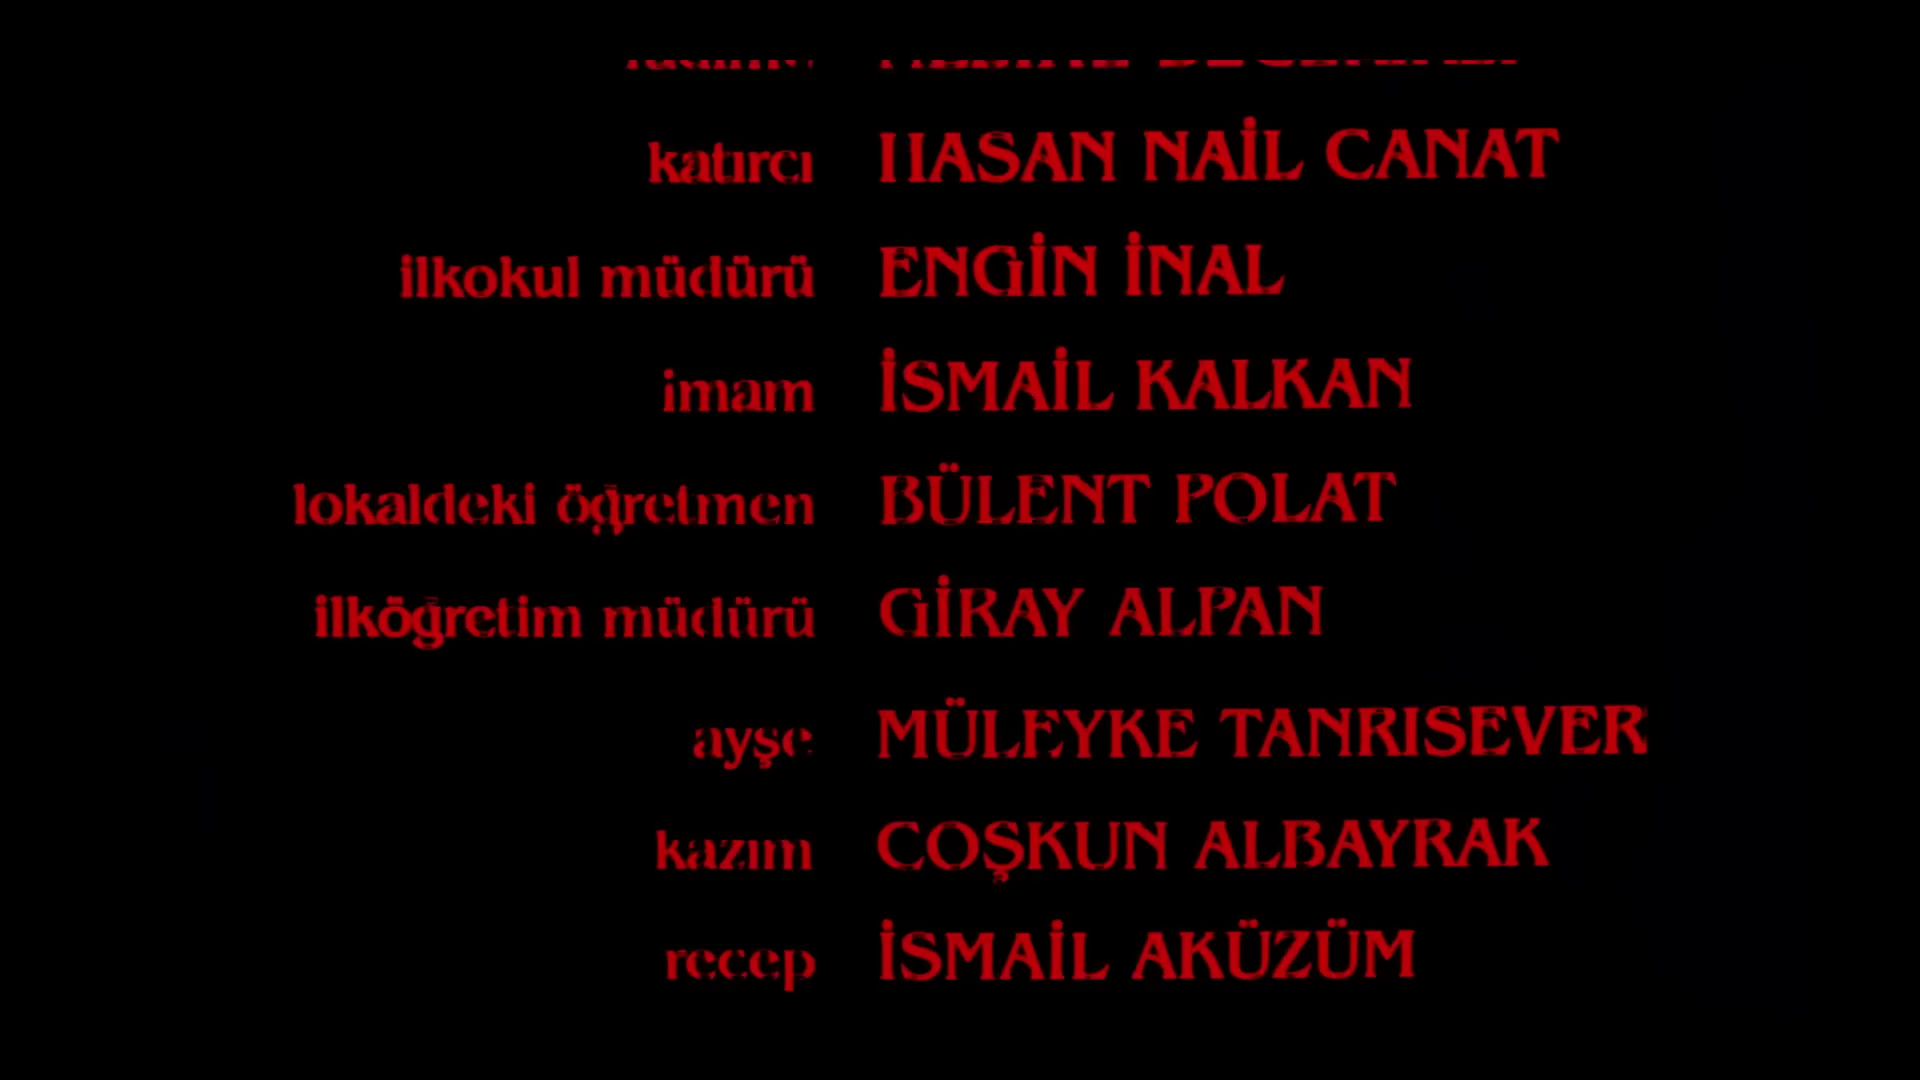 katırcı HASAN NAİL CANAT
ilkokul müdürü ENGİN İNAL
imam İSMAİL KALKAN
lokaldeki öğretmen BÜLENT POLAT
ilköğretim müdürü GİRAY ALPAN
ayşe MÜLEYKE TANRISEVER
kazım COŞKUN ALBAYRAK
recep İSMAİL AKÜZÜM